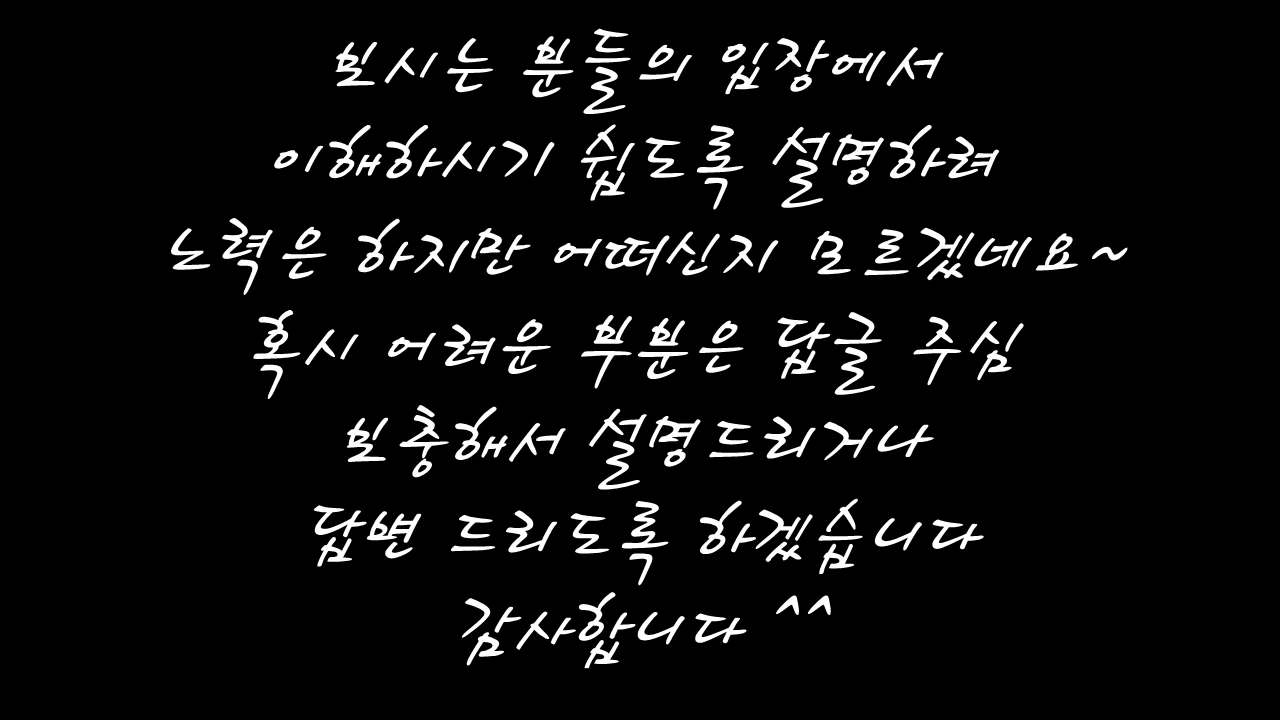 보시는 분들의 입장에서
이해하시기 쉽도록 설명하려
노력은 하지만 어떠신지 모르겠네요~
혹시 어려운 부분은 답글 주심
보충해서 설명드리거나
답변 드리도록 하겠습니다
감사합니다 ^^